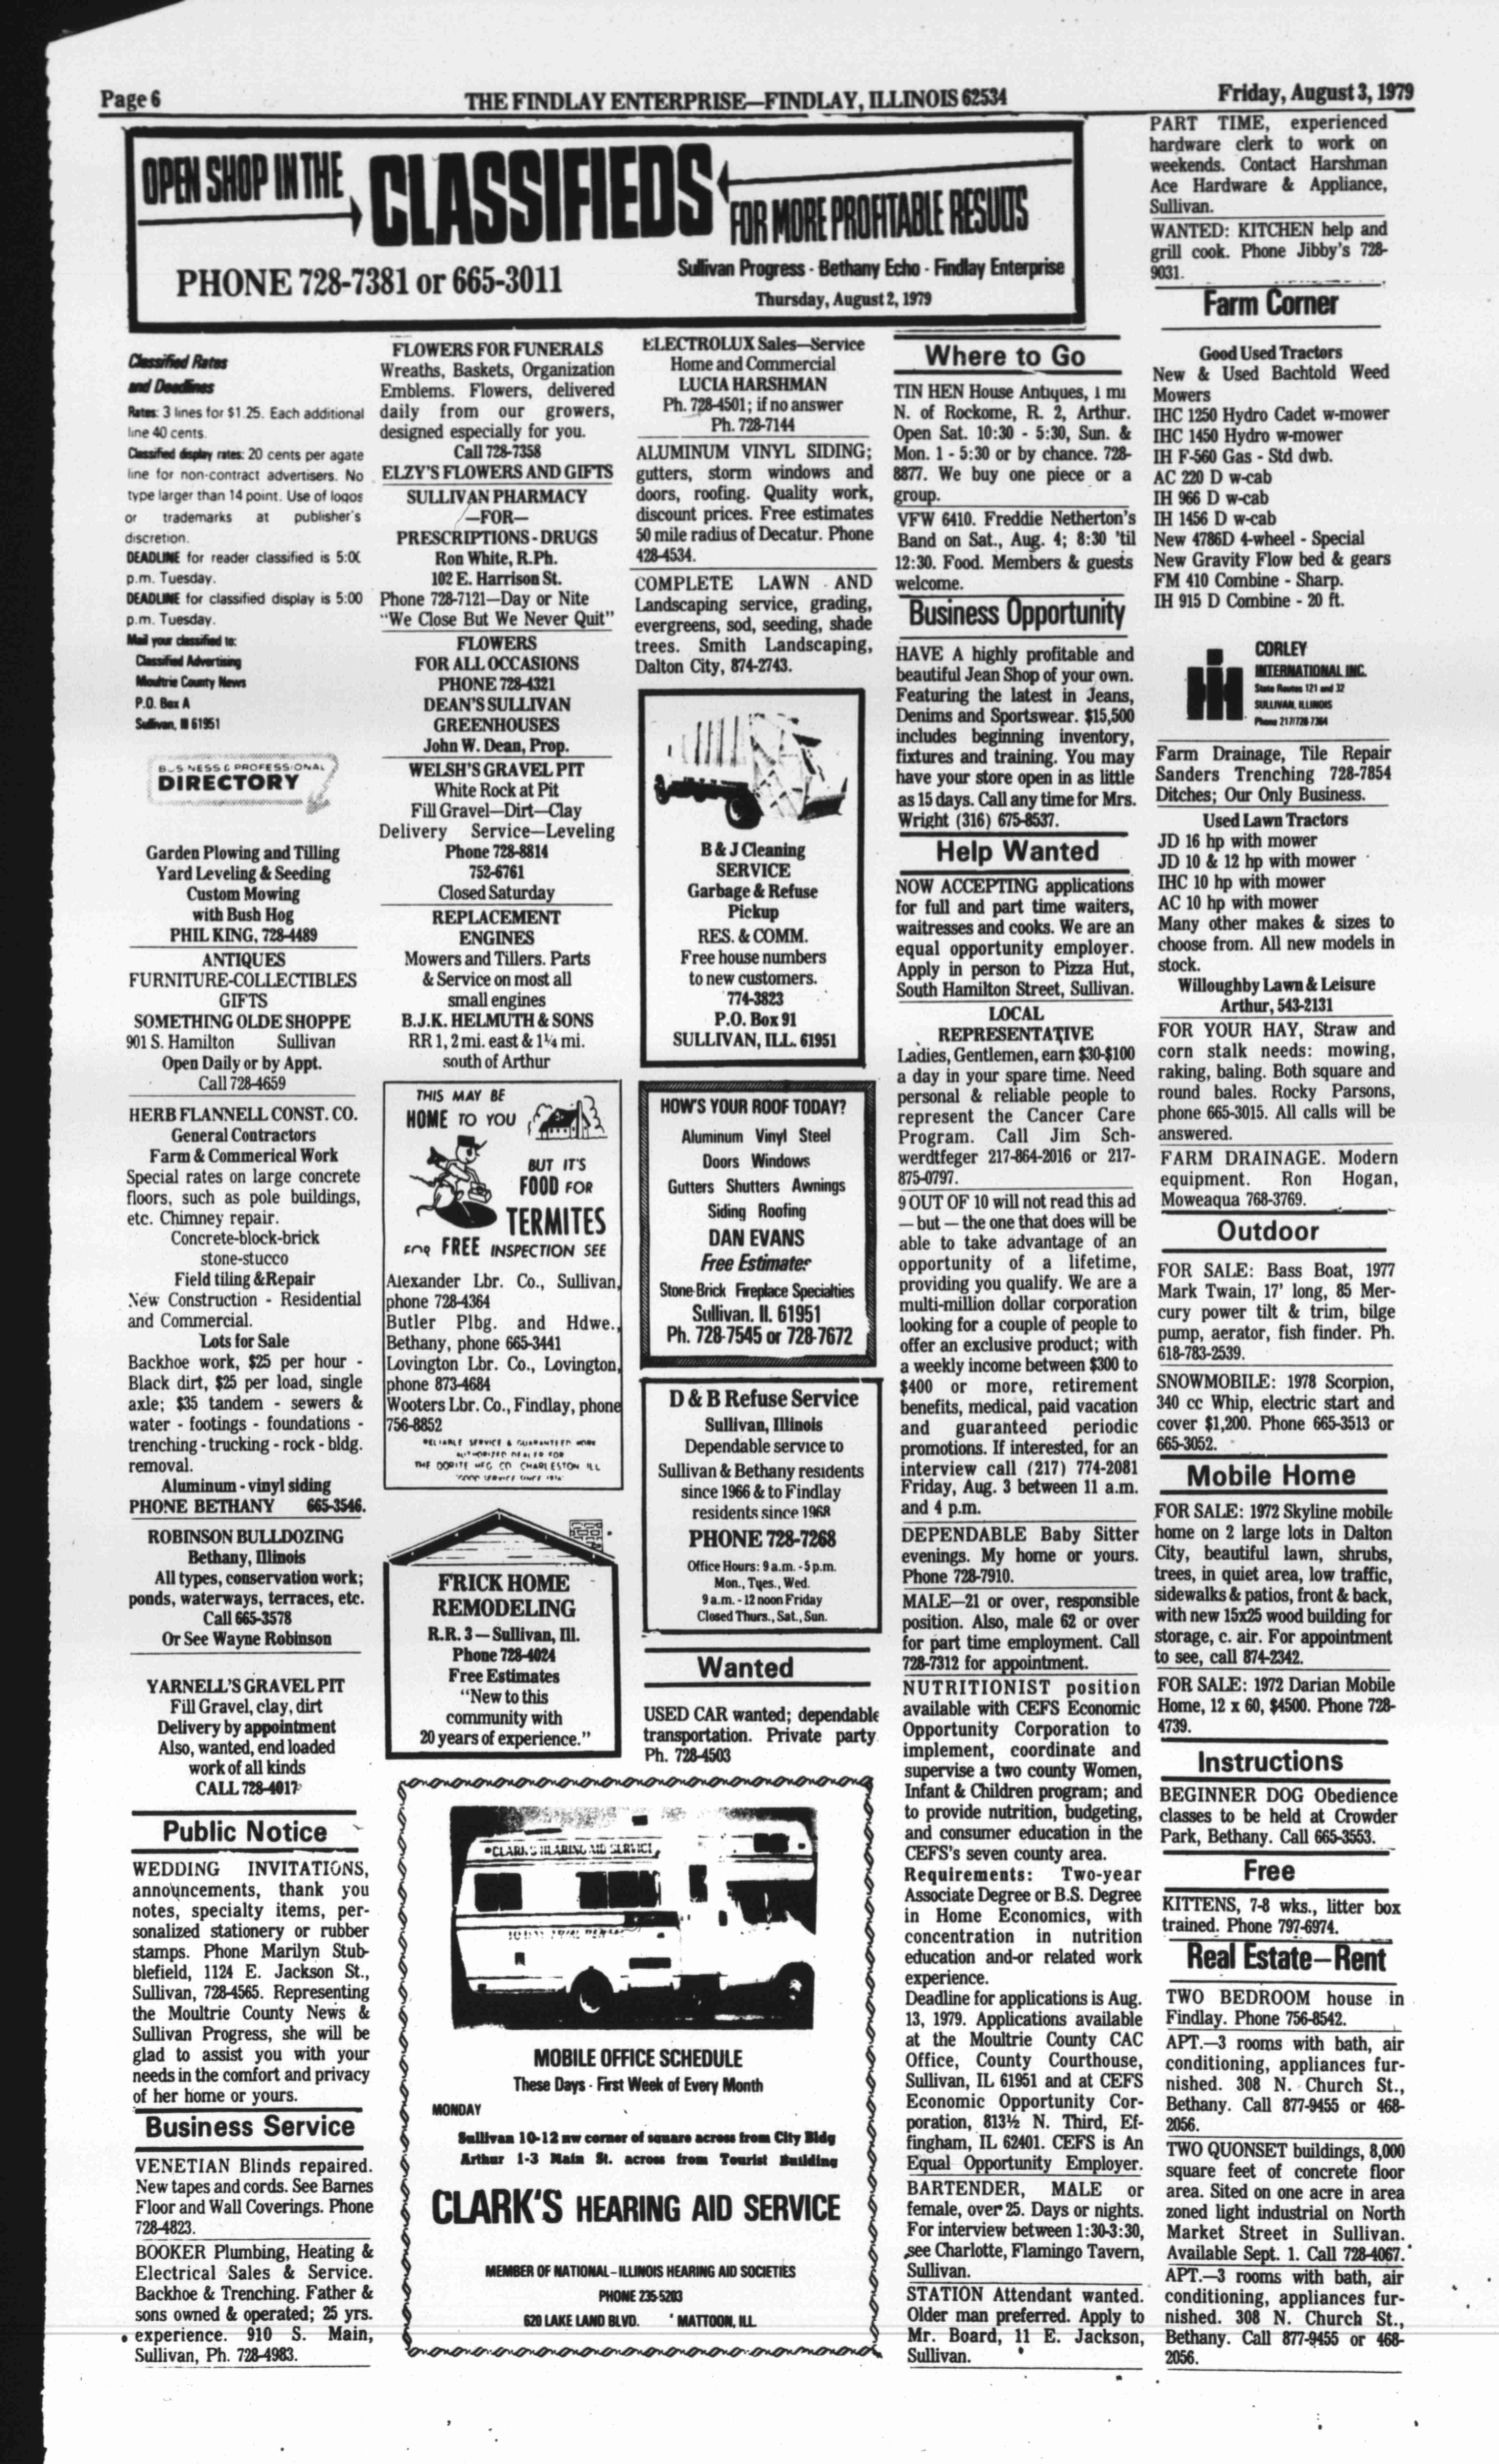 Page 6
THE FINDLAY ENTERPRISE—FINDLAY, ILLINOIS 62534
Friday, August 3, 1979
OPEN SHOP IN THE
CLASSIFIEDS
FOR MORE PROFITABLE RESULTS
PHONE 728-7381 or 665-3011
Sullivan Progress - Bethany Echo - Findlay Enterprise
Thursday, August 2, 1979
Classified Rates
and Deadlines
Rates: 3 lines for $1.25. Each additional
line 40 cents.
Classified display rates: 20 cents per agate
line for non-contract advertisers. No
type larger than 14 point. Use of logos
or trademarks at publisher's
discretion.
DEADLINE for reader classified is 5:00
p.m. Tuesday.
DEADLINE for classified display is 5:00
p.m. Tuesday.
Mail your classified to:
Classified Advertising
Moultrie County News
P.O. Box A
Sullivan, Ill 61951
BUSINESS & PROFESSIONAL
DIRECTORY
Garden Plowing and Tilling
Yard Leveling & Seeding
Custom Mowing
with Bush Hog
PHIL KING, 728-4489
ANTIQUES
FURNITURE-COLLECTIBLES
GIFTS
SOMETHING OLDE SHOPPE
901 S. Hamilton Sullivan
Open Daily or by Appt.
Call 728-4659
HERB FLANNELL CONST. CO.
General Contractors
Farm & Commerical Work
Special rates on large concrete
floors, such as pole buildings,
etc. Chimney repair.
Concrete-block-brick
stone-stucco
Field tiling & Repair
New Construction - Residential
and Commercial.
Lots for Sale
Backhoe work, $25 per hour -
Black dirt, $25 per load, single
axle; $35 tandem - sewers &
water - footings - foundations -
trenching - trucking - rock - bldg.
removal.
Aluminum - vinyl siding
PHONE BETHANY 665-3546.
ROBINSON BULLDOZING
Bethany, Illinois
All types, conservation work;
ponds, waterways, terraces, etc.
Call 665-3578
Or See Wayne Robinson
YARNELL'S GRAVEL PIT
Fill Gravel, clay, dirt
Delivery by appointment
Also, wanted, end loaded
work of all kinds
CALL 728-4017
Public Notice
WEDDING INVITATIONS,
announcements, thank you
notes, specialty items, per-
sonalized stationery or rubber
stamps. Phone Marilyn Stub-
blefield, 1124 E. Jackson St.,
Sullivan, 728-4565. Representing
the Moultrie County News &
Sullivan Progress, she will be
glad to assist you with your
needs in the comfort and privacy
of her home or yours.
Business Service
VENETIAN Blinds repaired.
New tapes and cords. See Barnes
Floor and Wall Coverings. Phone
728-4823.
BOOKER Plumbing, Heating &
Electrical Sales & Service.
Backhoe & Trenching. Father &
sons owned & operated; 25 yrs.
experience. 910 S. Main,
Sullivan, Ph. 728-4983.
FLOWERS FOR FUNERALS
Wreaths, Baskets, Organization
Emblems. Flowers, delivered
daily from our growers,
designed especially for you.
Call 728-7358
ELZY'S FLOWERS AND GIFTS
SULLIVAN PHARMACY
—FOR—
PRESCRIPTIONS - DRUGS
Ron White, R.Ph.
102 E. Harrison St.
Phone 728-7121—Day or Nite
"We Close But We Never Quit"
FLOWERS
FOR ALL OCCASIONS
PHONE 728-4321
DEAN'S SULLIVAN
GREENHOUSES
John W. Dean, Prop.
WELSH'S GRAVEL PIT
White Rock at Pit
Fill Gravel—Dirt—Clay
Delivery Service—Leveling
Phone 728-8814
752-6761
Closed Saturday
REPLACEMENT
ENGINES
Mowers and Tillers. Parts
& Service on most all
small engines
B.J.K. HELMUTH & SONS
RR 1, 2 mi. east & 1¼ mi.
south of Arthur
THIS MAY BE
HOME TO YOU
BUT IT'S
FOOD FOR
TERMITES
FOR FREE INSPECTION SEE
Alexander Lbr. Co., Sullivan,
phone 728-4364
Butler Plbg. and Hdwe.,
Bethany, phone 665-3441
Lovington Lbr. Co., Lovington,
phone 873-4684
Wooters Lbr. Co., Findlay, phone
756-8852
RELIABLE SERVICE & GUARANTEED WORK
AUTHORIZED DEALER FOR
THE DORITE MFG CO CHARLESTON ILL
FRICK HOME
REMODELING
R.R. 3 — Sullivan, Ill.
Phone 728-4024
Free Estimates
"New to this
community with
20 years of experience."
ELECTROLUX Sales—Service
Home and Commercial
LUCIA HARSHMAN
Ph. 728-4501; if no answer
Ph. 728-7144
ALUMINUM VINYL SIDING;
gutters, storm windows and
doors, roofing. Quality work,
discount prices. Free estimates
50 mile radius of Decatur. Phone
428-4534.
COMPLETE LAWN AND
Landscaping service, grading,
evergreens, sod, seeding, shade
trees. Smith Landscaping,
Dalton City, 874-2743.
B & J Cleaning
SERVICE
Garbage & Refuse
Pickup
RES. & COMM.
Free house numbers
to new customers.
774-3823
P.O. Box 91
SULLIVAN, ILL. 61951
HOW'S YOUR ROOF TODAY?
Aluminum Vinyl Steel
Doors Windows
Gutters Shutters Awnings
Siding Roofing
DAN EVANS
Free Estimates
Stone-Brick Fireplace Specialties
Sullivan, Il. 61951
Ph. 728-7545 or 728-7672
D & B Refuse Service
Sullivan, Illinois
Dependable service to
Sullivan & Bethany residents
since 1966 & to Findlay
residents since 1968
PHONE 728-7268
Office Hours: 9 a.m. - 5 p.m.
Mon., Tues., Wed.
9 a.m. - 12 noon Friday
Closed Thurs., Sat., Sun.
Wanted
USED CAR wanted; dependable
transportation. Private party
Ph. 728-4503
CLARK'S HEARING AID SERVICE
MOBILE OFFICE SCHEDULE
These Days - First Week of Every Month
MONDAY
Sullivan 10-12 nw corner of square across from City Bldg
Arthur 1-3 Main St. across from Tourist Building
CLARK'S HEARING AID SERVICE
MEMBER OF NATIONAL-ILLINOIS HEARING AID SOCIETIES
PHONE 235-5203
620 LAKE LAND BLVD. MATTOON, ILL
Where to Go
TIN HEN House Antiques, 1 mi
N. of Rockome, R. 2, Arthur.
Open Sat. 10:30 - 5:30, Sun. &
Mon. 1 - 5:30 or by chance. 728-
8877. We buy one piece or a
group.
VFW 6410. Freddie Netherton's
Band on Sat., Aug. 4; 8:30 'til
12:30. Food. Members & guests
welcome.
Business Opportunity
HAVE A highly profitable and
beautiful Jean Shop of your own.
Featuring the latest in Jeans,
Denims and Sportswear. $15,500
includes beginning inventory,
fixtures and training. You may
have your store open in as little
as 15 days. Call any time for Mrs.
Wright (316) 675-8537.
Help Wanted
NOW ACCEPTING applications
for full and part time waiters,
waitresses and cooks. We are an
equal opportunity employer.
Apply in person to Pizza Hut,
South Hamilton Street, Sullivan.
LOCAL
REPRESENTATIVE
Ladies, Gentlemen, earn $30-$100
a day in your spare time. Need
personal & reliable people to
represent the Cancer Care
Program. Call Jim Sch-
werdtfeger 217-864-2016 or 217-
875-0797.
9 OUT OF 10 will not read this ad
— but — the one that does will be
able to take advantage of an
opportunity of a lifetime,
providing you qualify. We are a
multi-million dollar corporation
looking for a couple of people to
offer an exclusive product; with
a weekly income between $300 to
$400 or more, retirement
benefits, medical, paid vacation
and guaranteed periodic
promotions. If interested, for an
interview call (217) 774-2081
Friday, Aug. 3 between 11 a.m.
and 4 p.m.
DEPENDABLE Baby Sitter
evenings. My home or yours.
Phone 728-7910.
MALE—21 or over, responsible
position. Also, male 62 or over
for part time employment. Call
728-7312 for appointment.
NUTRITIONIST position
available with CEFS Economic
Opportunity Corporation to
implement, coordinate and
supervise a two county Women,
Infant & Children program; and
to provide nutrition, budgeting,
and consumer education in the
CEFS's seven county area.
Requirements: Two-year
Associate Degree or B.S. Degree
in Home Economics, with
concentration in nutrition
education and-or related work
experience.
Deadline for applications is Aug.
13, 1979. Applications available
at the Moultrie County CAC
Office, County Courthouse,
Sullivan, IL 61951 and at CEFS
Economic Opportunity Cor-
poration, 813½ N. Third, Ef-
fingham, IL 62401. CEFS is An
Equal Opportunity Employer.
BARTENDER, MALE or
female, over 25. Days or nights.
For interview between 1:30-3:30,
see Charlotte, Flamingo Tavern,
Sullivan.
STATION Attendant wanted.
Older man preferred. Apply to
Mr. Board, 11 E. Jackson,
Sullivan.
PART TIME, experienced
hardware clerk to work on
weekends. Contact Harshman
Ace Hardware & Appliance,
Sullivan.
WANTED: KITCHEN help and
grill cook. Phone Jibby's 728-
9031.
Farm Corner
Good Used Tractors
New & Used Bachtold Weed
Mowers
IHC 1250 Hydro Cadet w-mower
IHC 1450 Hydro w-mower
IH F-560 Gas - Std dwb.
AC 220 D w-cab
IH 966 D w-cab
IH 1456 D w-cab
New 4786D 4-wheel - Special
New Gravity Flow bed & gears
FM 410 Combine - Sharp.
IH 915 D Combine - 20 ft.
CORLEY
INTERNATIONAL INC.
State Routes 121 and 32
SULLIVAN, ILLINOIS
Phone 217/728-7364
Farm Drainage, Tile Repair
Sanders Trenching 728-7854
Ditches; Our Only Business.
Used Lawn Tractors
JD 16 hp with mower
JD 10 & 12 hp with mower
IHC 10 hp with mower
AC 10 hp with mower
Many other makes & sizes to
choose from. All new models in
stock.
Willoughby Lawn & Leisure
Arthur, 543-2131
FOR YOUR HAY, Straw and
corn stalk needs: mowing,
raking, baling. Both square and
round bales. Rocky Parsons,
phone 665-3015. All calls will be
answered.
FARM DRAINAGE. Modern
equipment. Ron Hogan,
Moweaqua 768-3769.
Outdoor
FOR SALE: Bass Boat, 1977
Mark Twain, 17' long, 85 Mer-
cury power tilt & trim, bilge
pump, aerator, fish finder. Ph.
618-783-2539.
SNOWMOBILE: 1978 Scorpion,
340 cc Whip, electric start and
cover $1,200. Phone 665-3513 or
665-3052.
Mobile Home
FOR SALE: 1972 Skyline mobile
home on 2 large lots in Dalton
City, beautiful lawn, shrubs,
trees, in quiet area, low traffic,
sidewalks & patios, front & back,
with new 15x25 wood building for
storage, c. air. For appointment
to see, call 874-2342.
FOR SALE: 1972 Darian Mobile
Home, 12 x 60, $4500. Phone 728-
4739.
Instructions
BEGINNER DOG Obedience
classes to be held at Crowder
Park, Bethany. Call 665-3553.
Free
KITTENS, 7-8 wks., litter box
trained. Phone 797-6974.
Real Estate—Rent
TWO BEDROOM house in
Findlay. Phone 756-8542.
APT.—3 rooms with bath, air
conditioning, appliances fur-
nished. 308 N. Church St.,
Bethany. Call 877-9455 or 468-
2056.
TWO QUONSET buildings, 8,000
square feet of concrete floor
area. Sited on one acre in area
zoned light industrial on North
Market Street in Sullivan.
Available Sept. 1. Call 728-4067.
APT.—3 rooms with bath, air
conditioning, appliances fur-
nished. 308 N. Church St.,
Bethany. Call 877-9455 or 468-
2056.